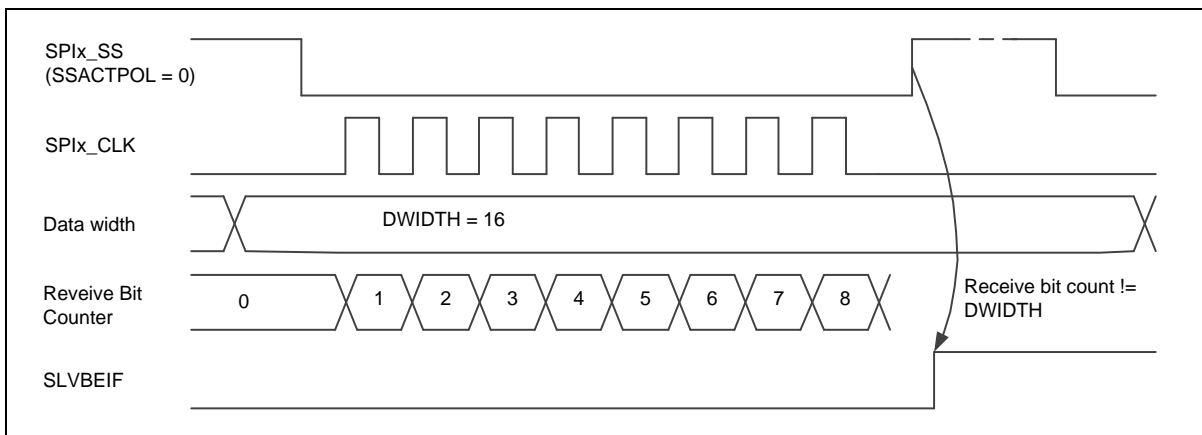 SPIx_SS
(SSACTPOL = 0)
SPIx_CLK
Data width
DWIDTH = 16
Reveive Bit
Counter
0 1 2 3 4 5 6 7 8
Receive bit count !=
DWIDTH
SLVBEIF